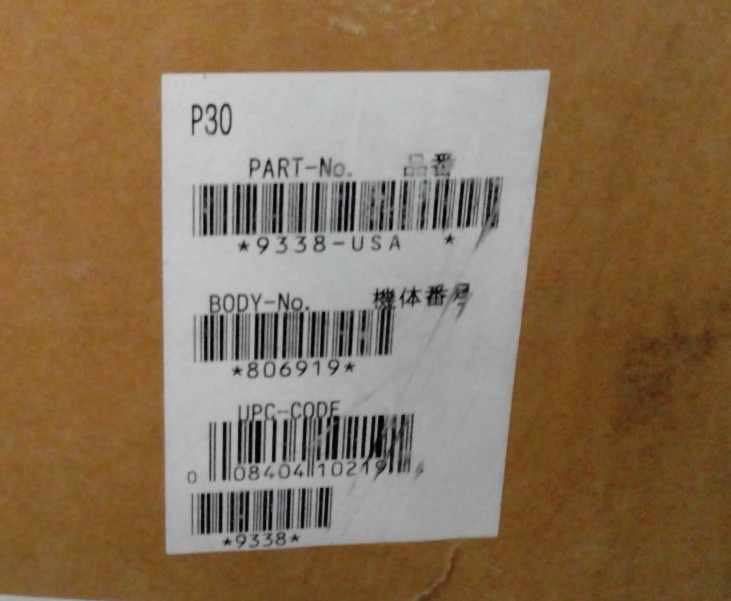 P30
PART-No. 品番
*9338-USA *
BODY-No. 機体番号
*806919*
UPC-CODE
0 08404 10219
*9338*